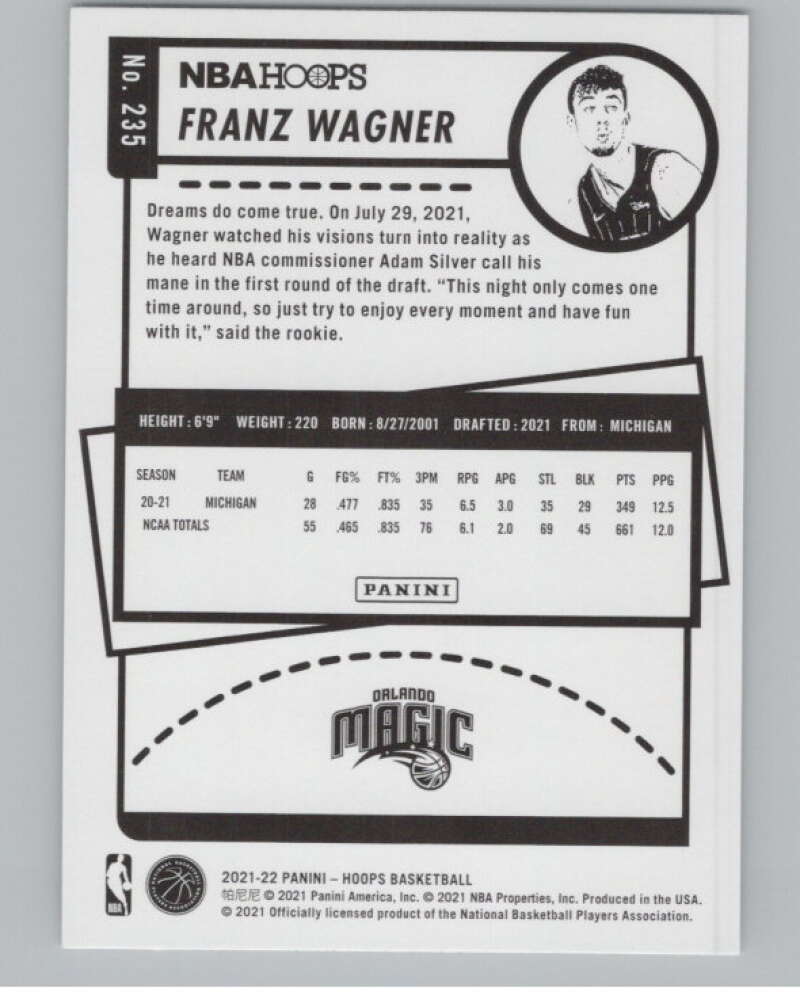 No. 235
NBA HOOPS
FRANZ WAGNER
Dreams do come true. On July 29, 2021,
Wagner watched his visions turn into reality as
he heard NBA commissioner Adam Silver call his
mane in the first round of the draft. “This night only comes one
time around, so just try to enjoy every moment and have fun
with it,” said the rookie.
HEIGHT: 6'9" WEIGHT: 220 BORN: 8/27/2001 DRAFTED: 2021 FROM: MICHIGAN
SEASON TEAM G FG% FT% 3PM RPG APG STL BLK PTS PPG
20-21 MICHIGAN 28 .477 .835 35 6.5 3.0 35 29 349 12.5
NCAA TOTALS 55 .465 .835 76 6.1 2.0 69 45 661 12.0
PANINI
ORLANDO
MAGIC
NBA
2021-22 PANINI – HOOPS BASKETBALL
帕尼尼 © 2021 Panini America, Inc. © 2021 NBA Properties, Inc. Produced in the USA.
© 2021 Officially licensed product of the National Basketball Players Association.